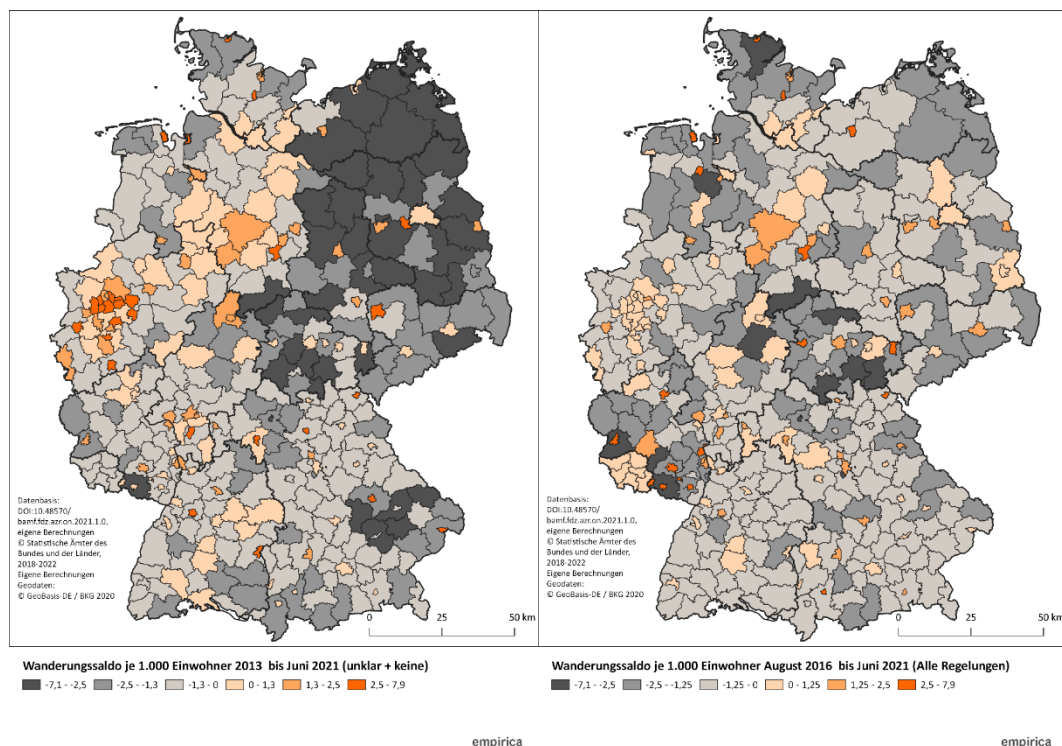 Datenbasis:
DOI:10.48570/
bamf.fdz.azr.on.2021.1.0,
eigene Berechnungen
© Statistische Ämter des
Bundes und der Länder,
2018-2022
Eigene Berechnungen
Geodaten:
© GeoBasis-DE / BKG 2020
0 25 50 km
Wanderungssaldo je 1.000 Einwohner 2013 bis Juni 2021 (unklar + keine)
-7,1 - -2,5 -2,5 - -1,3 -1,3 - 0 0 - 1,3 1,3 - 2,5 2,5 - 7,9
empirica
Datenbasis:
DOI:10.48570/
bamf.fdz.azr.on.2021.1.0,
eigene Berechnungen
© Statistische Ämter des
Bundes und der Länder,
2018-2022
Eigene Berechnungen
Geodaten:
© GeoBasis-DE / BKG 2020
0 25 50 km
Wanderungssaldo je 1.000 Einwohner August 2016 bis Juni 2021 (Alle Regelungen)
-7,1 - -2,5 -2,5 - -1,25 -1,25 - 0 0 - 1,25 1,25 - 2,5 2,5 - 7,9
empirica